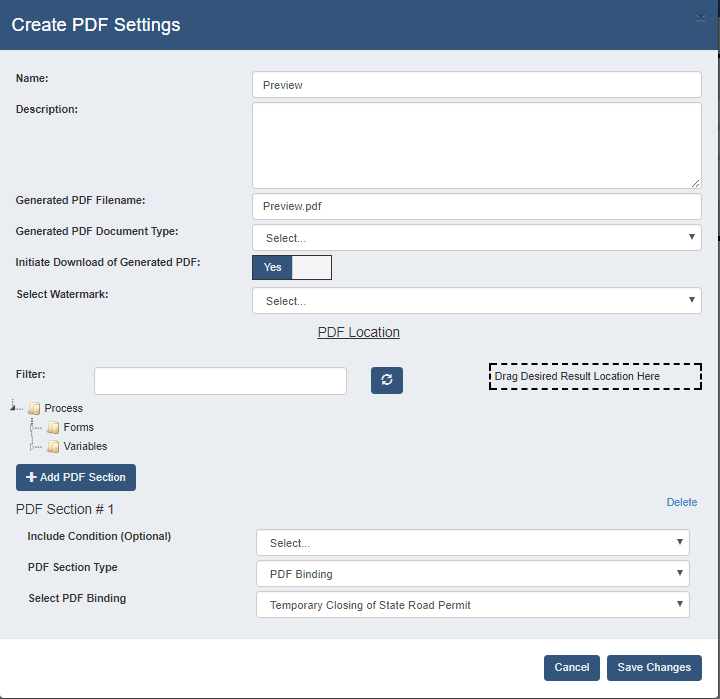 Create PDF Settings
×
Name:
Preview
Description:
Generated PDF Filename:
Preview.pdf
Generated PDF Document Type:
Select...
Initiate Download of Generated PDF:
Yes
Select Watermark:
Select...
PDF Location
Filter:
Drag Desired Result Location Here
Process
Forms
Variables
+ Add PDF Section
Delete
PDF Section # 1
Include Condition (Optional)
Select...
PDF Section Type
PDF Binding
Select PDF Binding
Temporary Closing of State Road Permit
Cancel
Save Changes